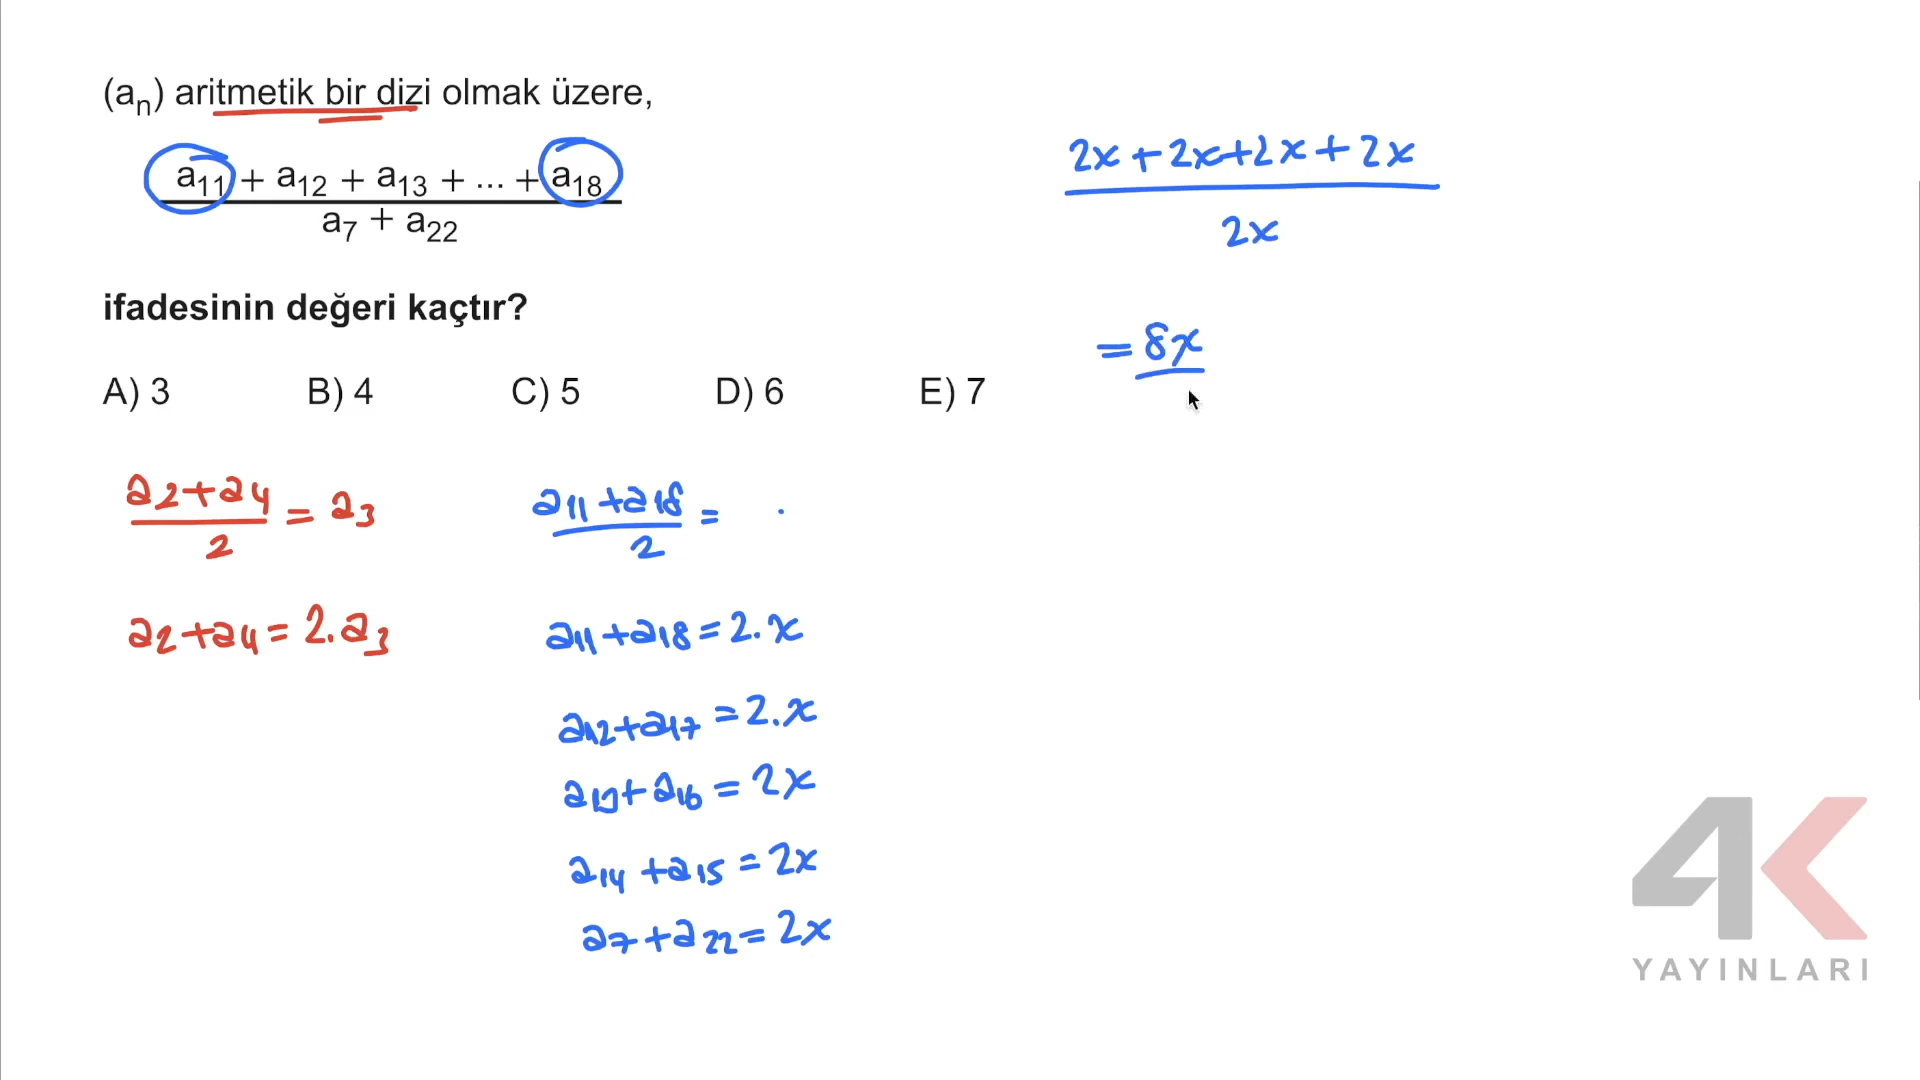 (aₙ) aritmetik bir dizi olmak üzere,
a₁₁ + a₁₂ + a₁₃ + ... + a₁₈
a₇ + a₂₂
ifadesinin değeri kaçtır?
A) 3 B) 4 C) 5 D) 6 E) 7
2x + 2x + 2x + 2x
2x
= 8x
a₂ + a₄ = a₃
2
a₂ + a₄ = 2. a₃
a₁₁ + a₁₈ = .
2
a₁₁ + a₁₈ = 2. x
a₁₂ + a₁₇ = 2. x
a₁₃ + a₁₆ = 2x
a₁₄ + a₁₅ = 2x
a₇ + a₂₂ = 2x
4K
YAYINLARI